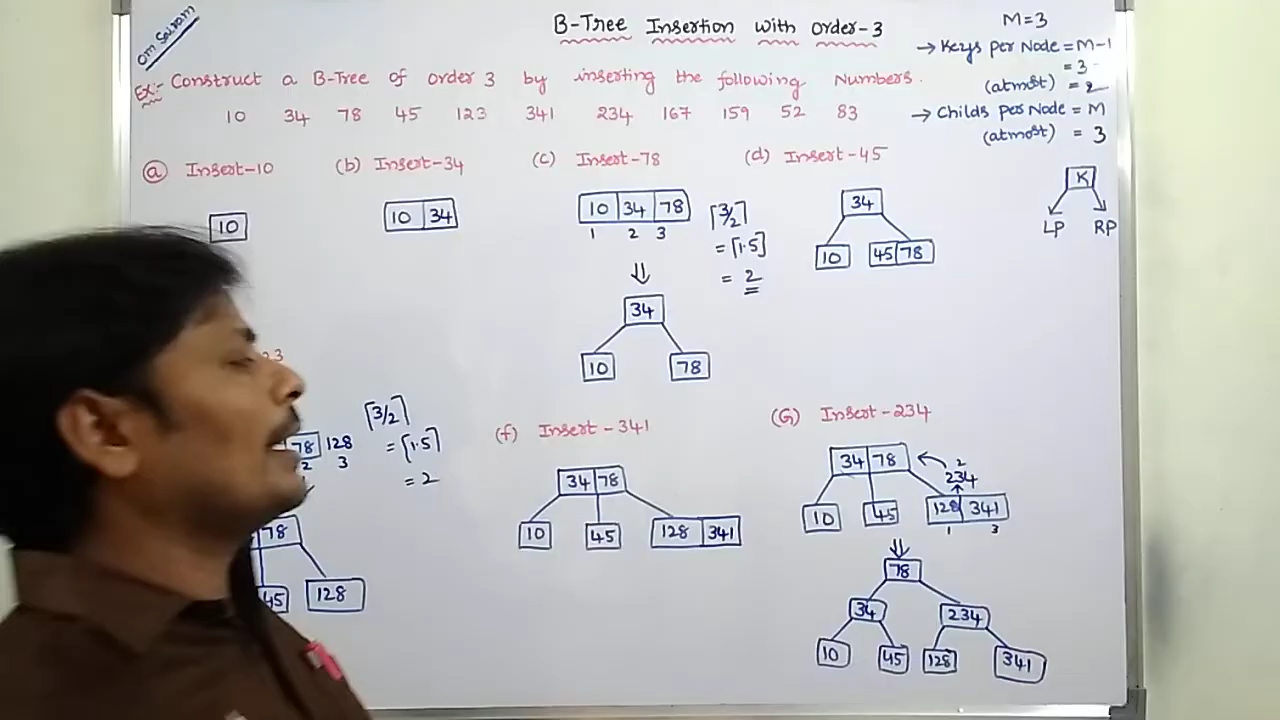 OM SAIRAM
B-Tree Insertion with Order-3
M=3
→ Keys per Node = M-1
= 3-
(atmost) = 2
→ Childs per Node = M
(atmost) = 3
Ex:- Construct a B-Tree of order 3 by inserting the following Numbers.
10 34 78 45 123 341 234 167 159 52 83
(a) Insert-10 (b) Insert-34 (c) Insert-78 (d) Insert-45
10
10 34
10 34 78
1 2 3
⌈3/2⌉
= ⌈1.5⌉
= 2
⇓
34
10 78
34
10 45 78
K
LP RP
23
78 128
2 3
⌈3/2⌉
= ⌈1.5⌉
= 2
78
45 128
(f) Insert-341
34 78
10 45 128 341
(G) Insert-234
34 78
2
234
10 45 128 341
1 3
⇓
78
34 234
10 45 128 341